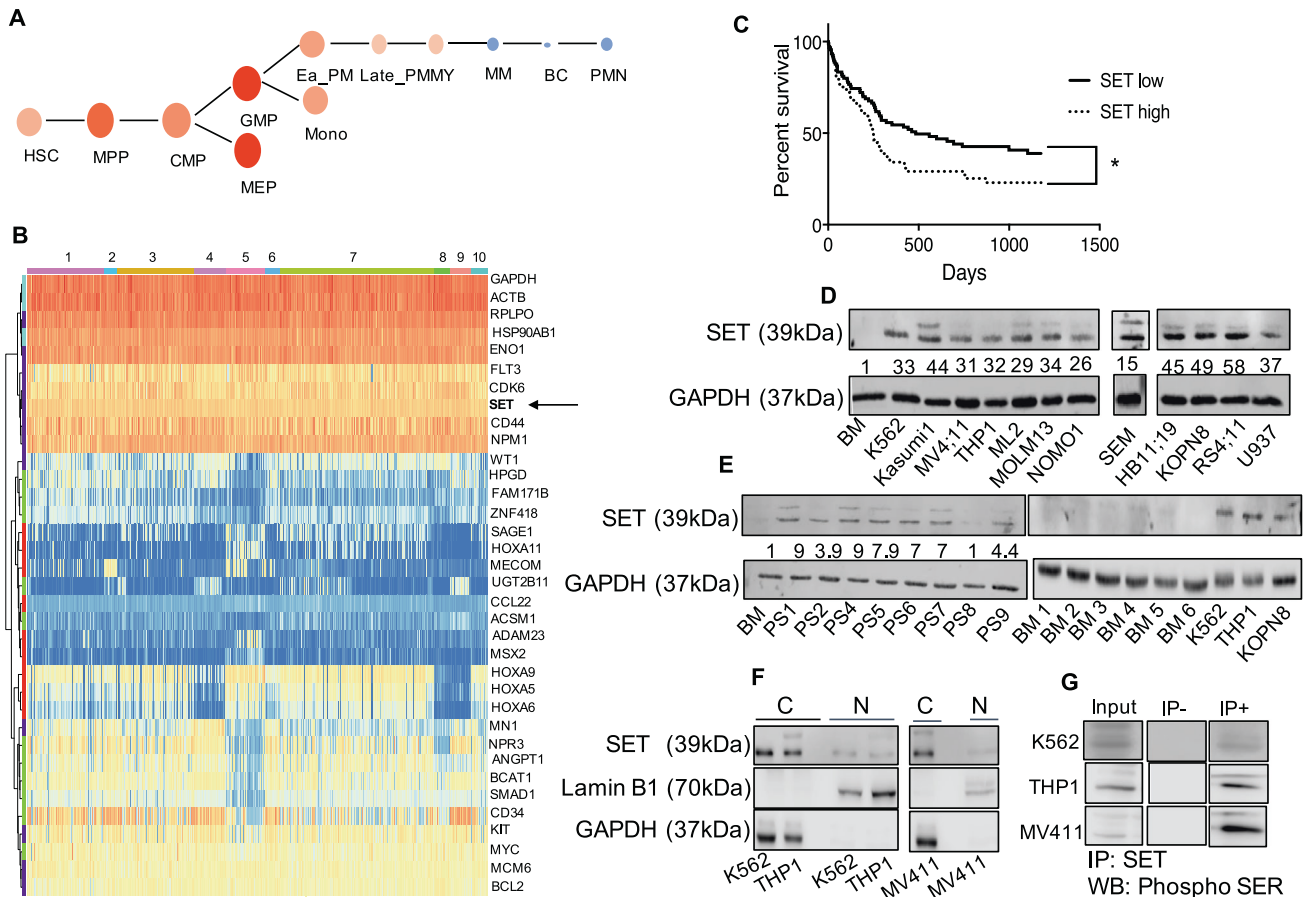 A
Ea_PM Late_PMMY MM BC PMN
GMP Mono
HSC MPP CMP
MEP
B
1 2 3 4 5 6 7 8 9 10
GAPDH
ACTB
RPLPO
HSP90AB1
ENO1
FLT3
CDK6
SET
CD44
NPM1
WT1
HPGD
FAM171B
ZNF418
SAGE1
HOXA11
MECOM
UGT2B11
CCL22
ACSM1
ADAM23
MSX2
HOXA9
HOXA5
HOXA6
MN1
NPR3
ANGPT1
BCAT1
SMAD1
CD34
KIT
MYC
MCM6
BCL2
C
Percent survival
100
50
0
0 500 1000 1500
Days
SET low
SET high
*
D
SET (39kDa)
1 33 44 31 32 29 34 26 15 45 49 58 37
GAPDH (37kDa)
BM K562 Kasumi1 MV4;11 THP1 ML2 MOLM13 NOMO1 SEM HB11;19 KOPN8 RS4;11 U937
E
SET (39kDa)
1 9 3.9 9 7.9 7 7 1 4.4
GAPDH (37kDa)
BM PS1 PS2 PS4 PS5 PS6 PS7 PS8 PS9 BM 1 BM 2 BM 3 BM 4 BM 5 BM 6 K562 THP1 KOPN8
F
C N C N
SET (39kDa)
Lamin B1 (70kDa)
GAPDH (37kDa)
K562 THP1 K562 THP1 MV411 MV411
G
Input IP- IP+
K562
THP1
MV411
IP: SET
WB: Phospho SER